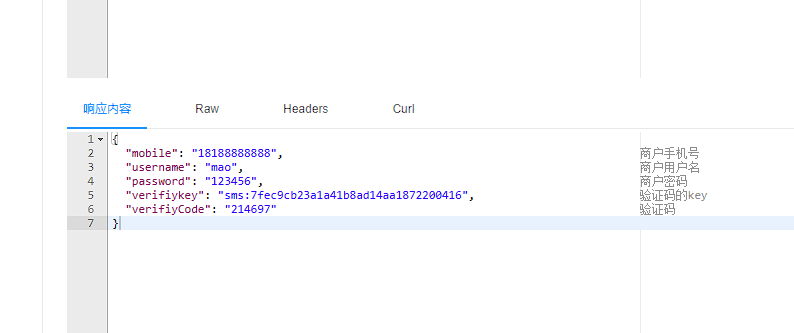 响应内容 Raw Headers Curl
1 {
2 "mobile": "18188888888", 商户手机号
3 "username": "mao", 商户用户名
4 "password": "123456", 商户密码
5 "verifiykey": "sms:7fec9cb23a1a41b8ad14aa1872200416", 验证码的key
6 "verifiyCode": "214697" 验证码
7 }